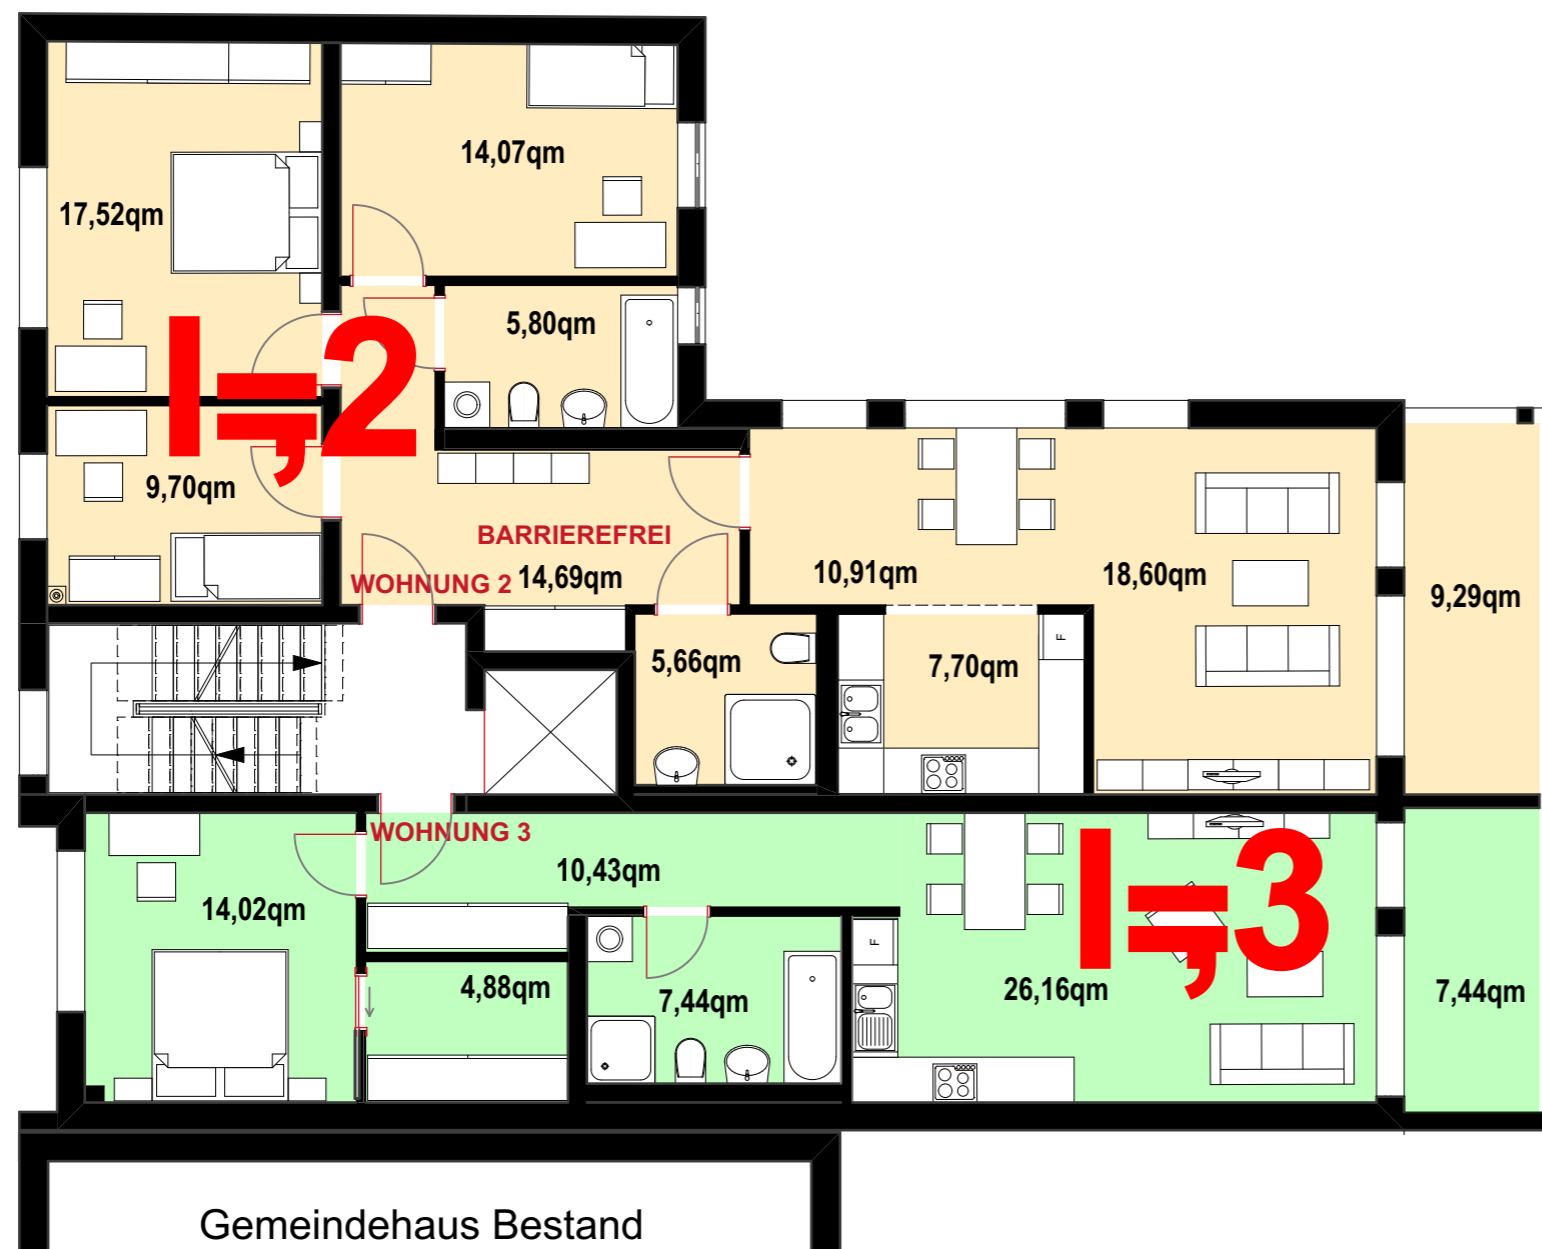 14,07qm
17,52qm
5,80qm
I=,2
9,70qm
BARRIEREFREI
WOHNUNG 2
14,69qm
10,91qm
18,60qm
9,29qm
F
5,66qm
7,70qm
WOHNUNG 3
10,43qm
I=,3
14,02qm
F
4,88qm
7,44qm
26,16qm
7,44qm
Gemeindehaus Bestand